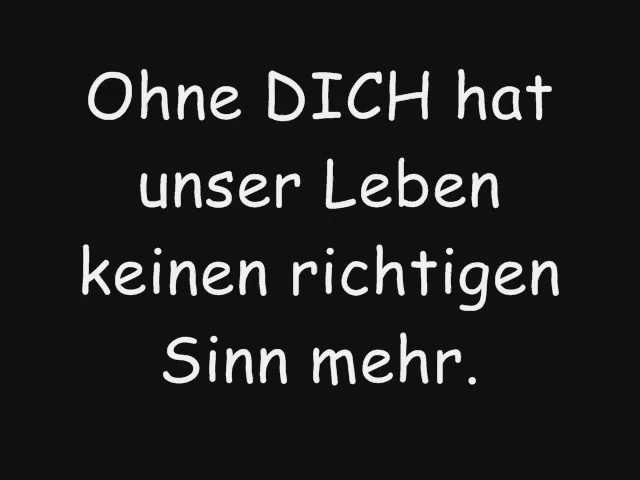 Ohne DICH hat
unser Leben
keinen richtigen
Sinn mehr.